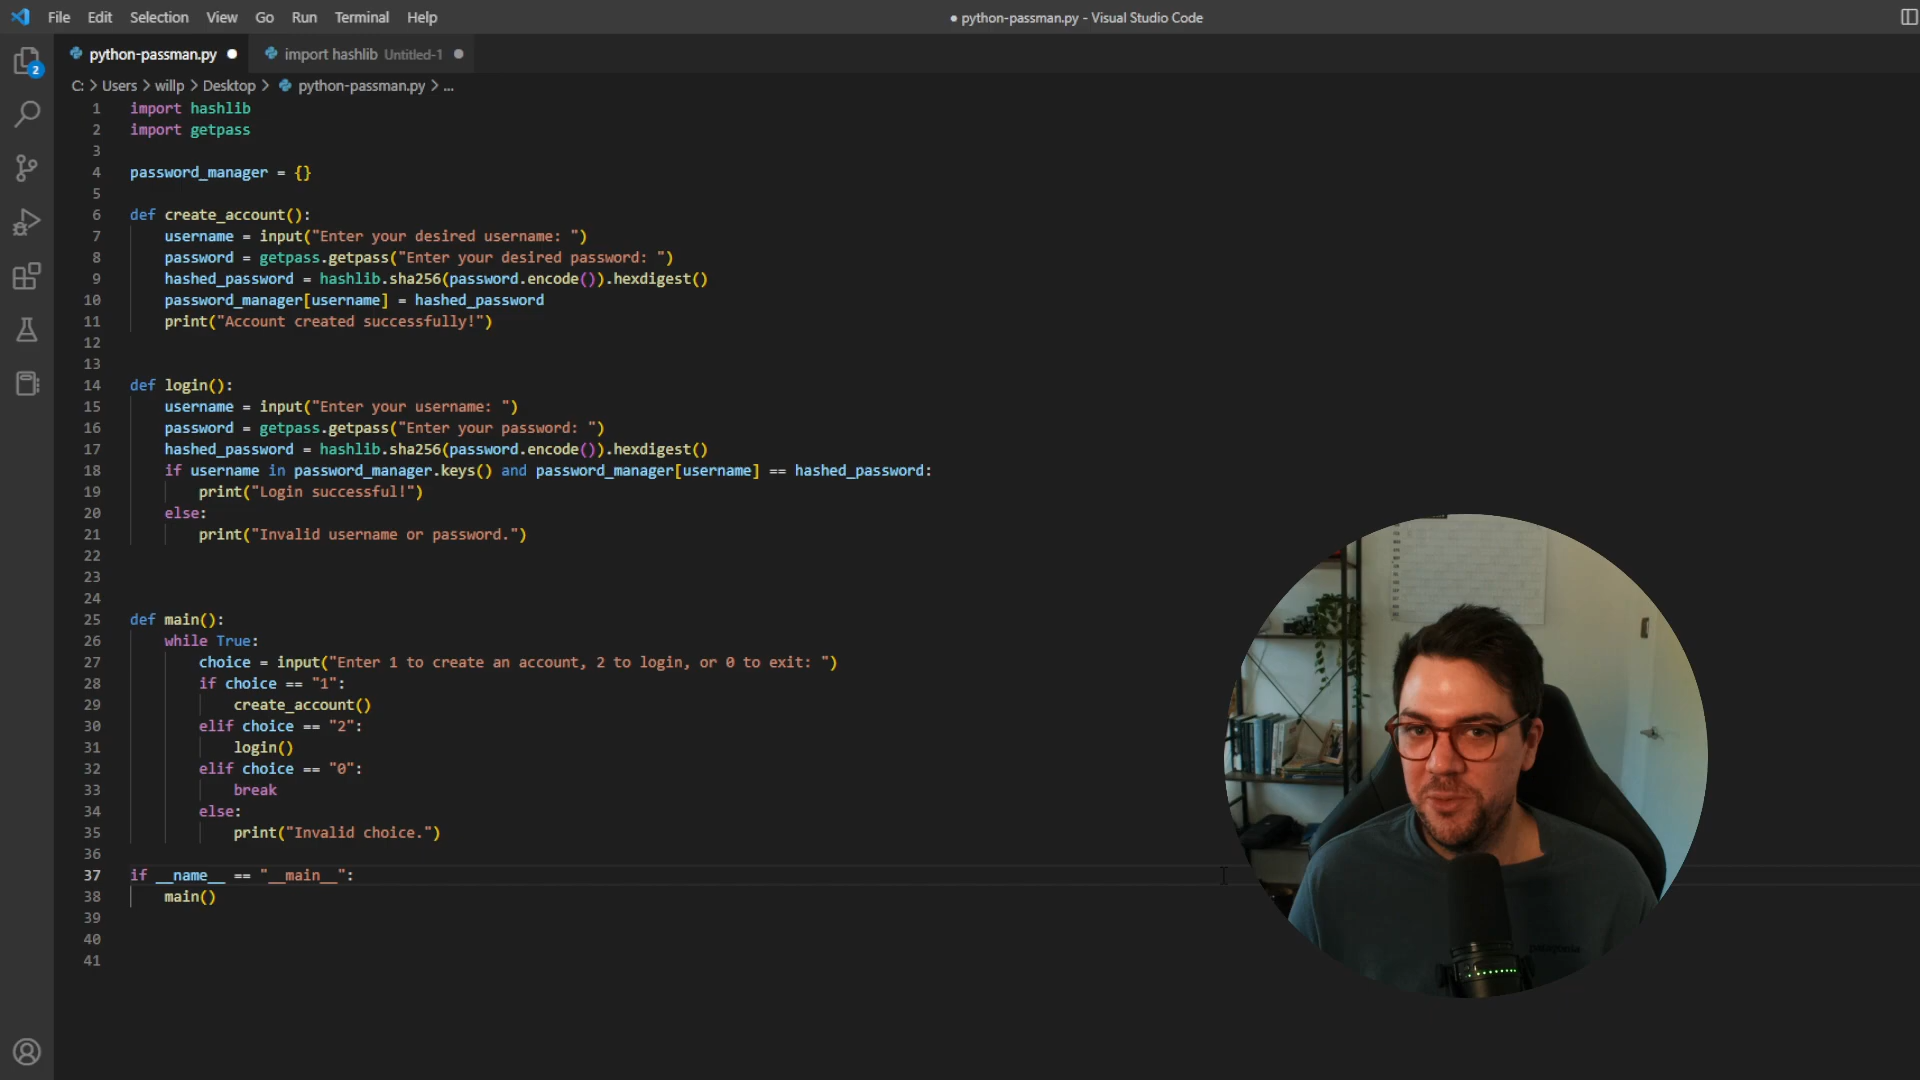 File Edit Selection View Go Run Terminal Help
● python-passman.py - Visual Studio Code
2
python-passman.py ●
import hashlib Untitled-1 ●
C: > Users > willp > Desktop > python-passman.py > ...
1 import hashlib
2 import getpass
3
4 password_manager = {}
5
6 def create_account():
7 username = input("Enter your desired username: ")
8 password = getpass.getpass("Enter your desired password: ")
9 hashed_password = hashlib.sha256(password.encode()).hexdigest()
10 password_manager[username] = hashed_password
11 print("Account created successfully!")
12
13
14 def login():
15 username = input("Enter your username: ")
16 password = getpass.getpass("Enter your password: ")
17 hashed_password = hashlib.sha256(password.encode()).hexdigest()
18 if username in password_manager.keys() and password_manager[username] == hashed_password:
19 print("Login successful!")
20 else:
21 print("Invalid username or password.")
22
23
24
25 def main():
26 while True:
27 choice = input("Enter 1 to create an account, 2 to login, or 0 to exit: ")
28 if choice == "1":
29 create_account()
30 elif choice == "2":
31 login()
32 elif choice == "0":
33 break
34 else:
35 print("Invalid choice.")
36
37 if __name__ == "__main__":
38 main()
39
40
41
patagonia